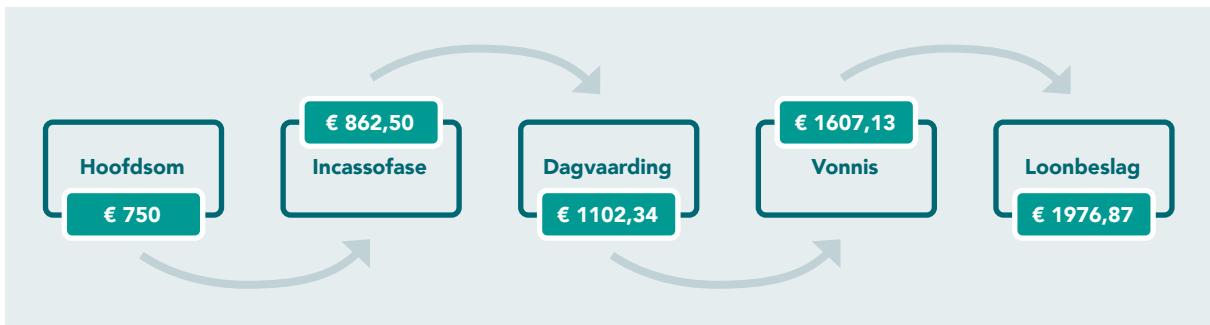 Hoofdsom
€ 750
€ 862,50
Incassofase
Dagvaarding
€ 1102,34
€ 1607,13
Vonnis
Loonbeslag
€ 1976,87